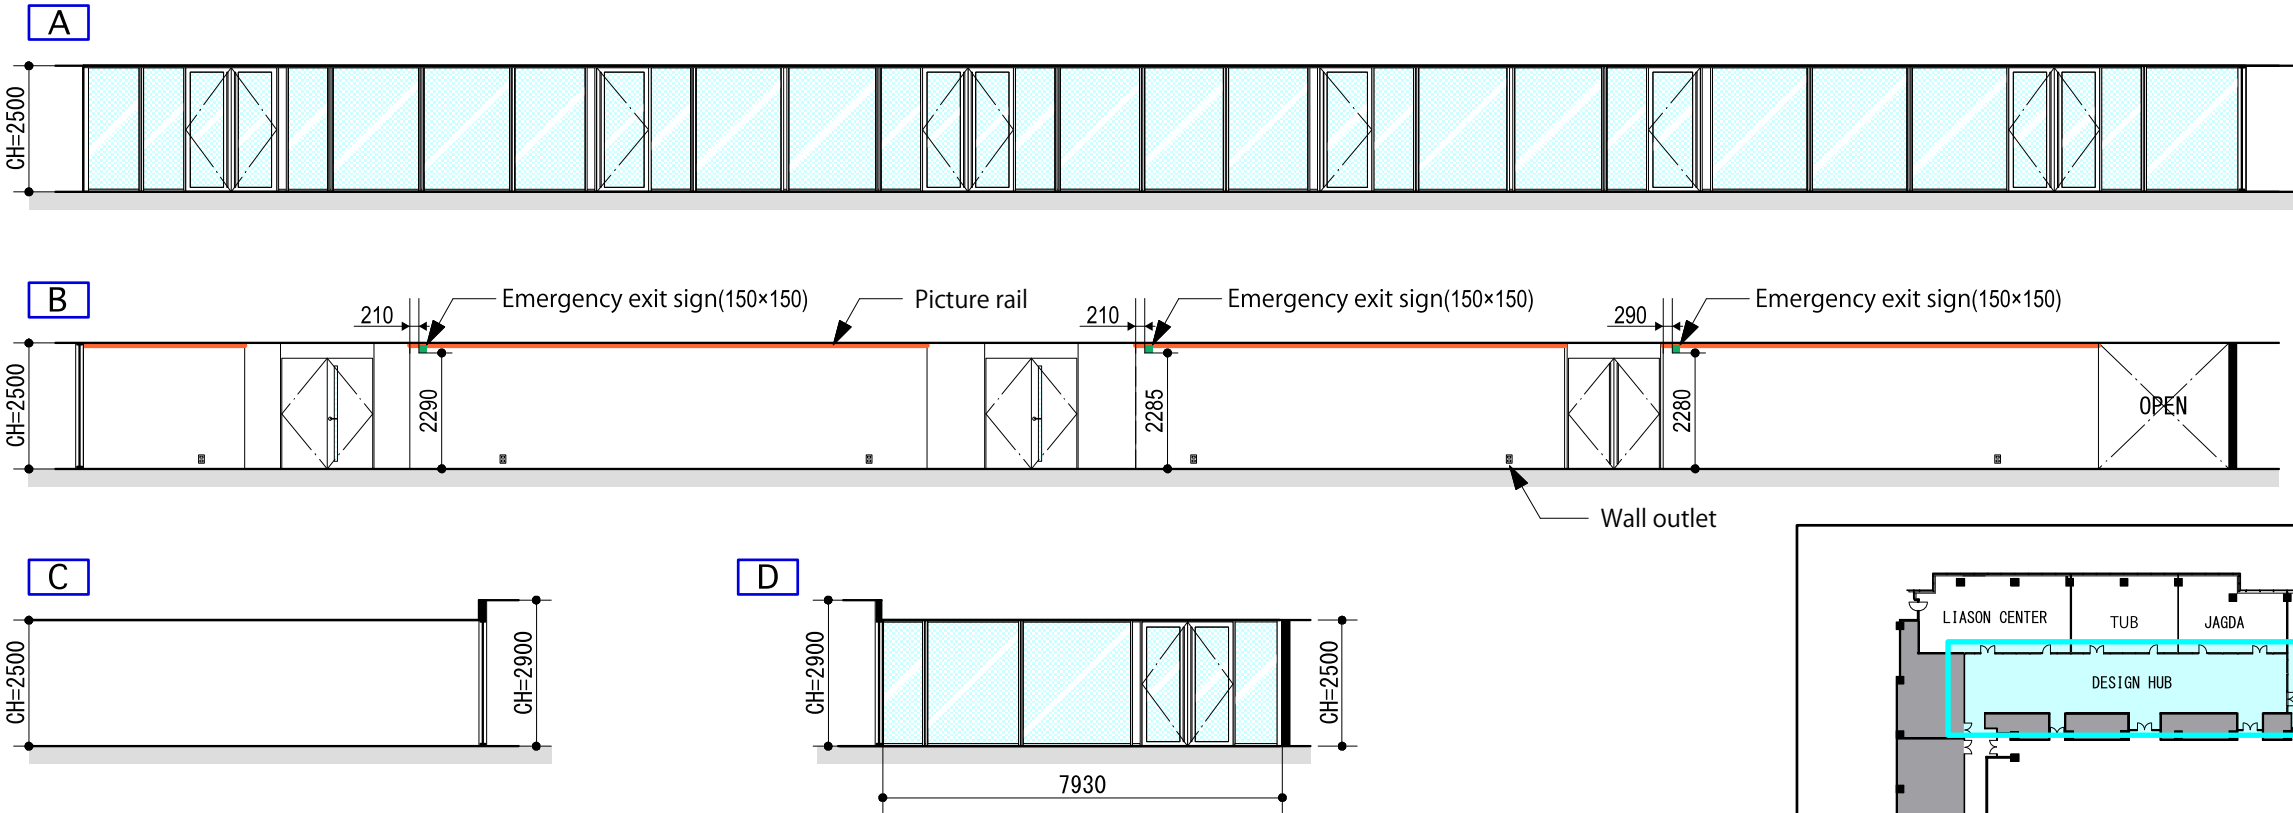 A
CH=2500
B
Emergency exit sign(150×150)
Picture rail
Emergency exit sign(150×150)
Emergency exit sign(150×150)
210
210
290
CH=2500
2290
2285
2280
OPEN
Wall outlet
C
D
CH=2500
CH=2900
CH=2900
CH=2500
7930
LIASON CENTER
TUB
JAGDA
DESIGN HUB